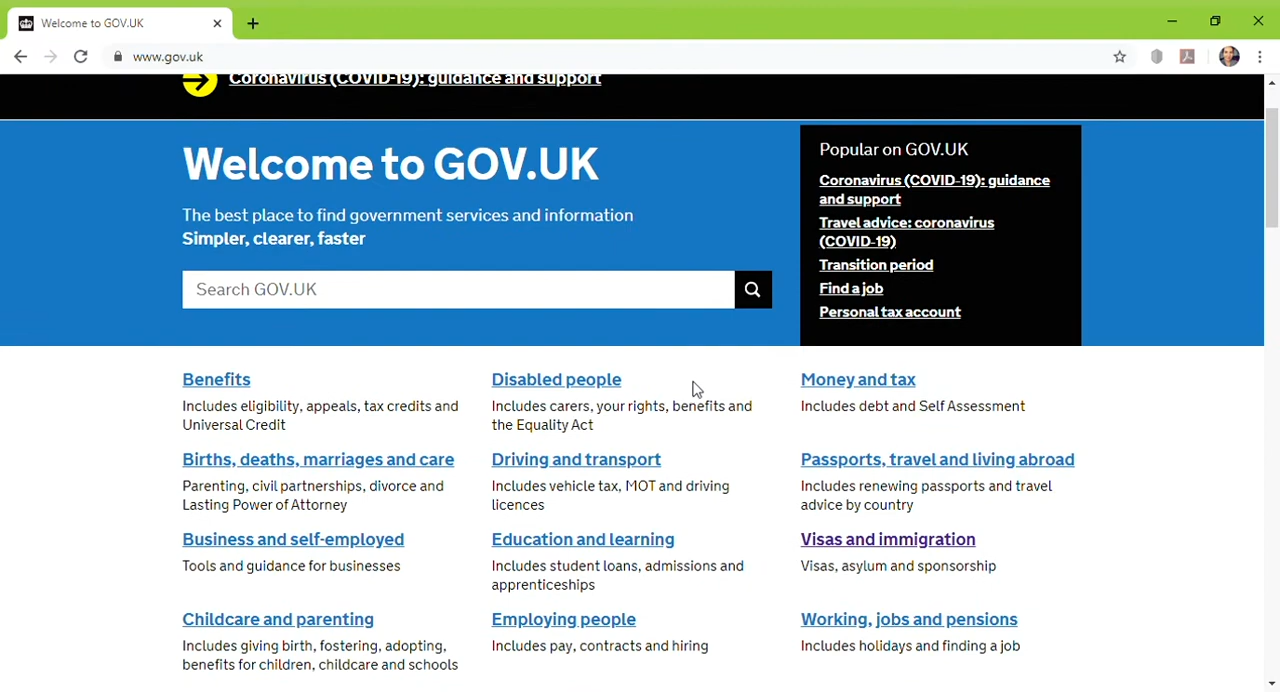 Welcome to GOV.UK
www.gov.uk
Coronavirus (COVID-19): guidance and support
Welcome to GOV.UK
The best place to find government services and information
Simpler, clearer, faster
Search GOV.UK
Popular on GOV.UK
Coronavirus (COVID-19): guidance
and support
Travel advice: coronavirus
(COVID-19)
Transition period
Find a job
Personal tax account
Benefits
Includes eligibility, appeals, tax credits and
Universal Credit
Births, deaths, marriages and care
Parenting, civil partnerships, divorce and
Lasting Power of Attorney
Business and self-employed
Tools and guidance for businesses
Childcare and parenting
Includes giving birth, fostering, adopting,
benefits for children, childcare and schools
Disabled people
Includes carers, your rights, benefits and
the Equality Act
Driving and transport
Includes vehicle tax, MOT and driving
licences
Education and learning
Includes student loans, admissions and
apprenticeships
Employing people
Includes pay, contracts and hiring
Money and tax
Includes debt and Self Assessment
Passports, travel and living abroad
Includes renewing passports and travel
advice by country
Visas and immigration
Visas, asylum and sponsorship
Working, jobs and pensions
Includes holidays and finding a job